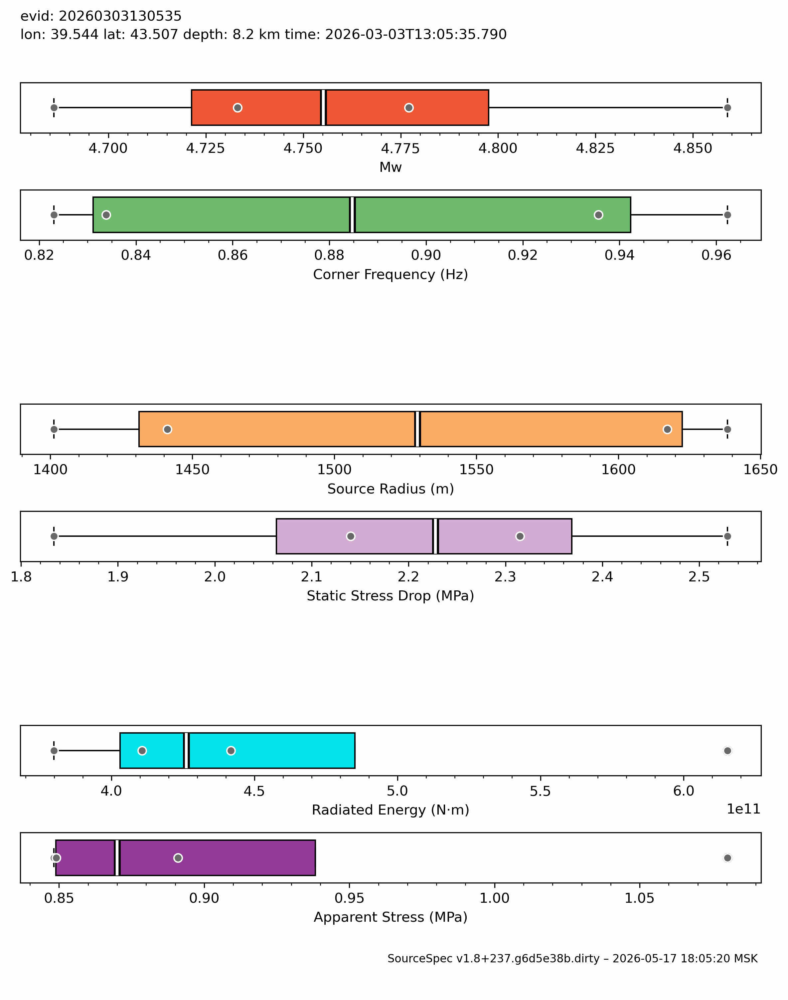 evid: 20260303130535
lon: 39.544 lat: 43.507 depth: 8.2 km time: 2026-03-03T13:05:35.790
4.700 4.725 4.750 4.775 4.800 4.825 4.850
Mw
0.82 0.84 0.86 0.88 0.90 0.92 0.94 0.96
Corner Frequency (Hz)
1400 1450 1500 1550 1600 1650
Source Radius (m)
1.8 1.9 2.0 2.1 2.2 2.3 2.4 2.5
Static Stress Drop (MPa)
4.0 4.5 5.0 5.5 6.0
Radiated Energy (N·m) 1e11
0.85 0.90 0.95 1.00 1.05
Apparent Stress (MPa)
SourceSpec v1.8+237.g6d5e38b.dirty – 2026-05-17 18:05:20 MSK